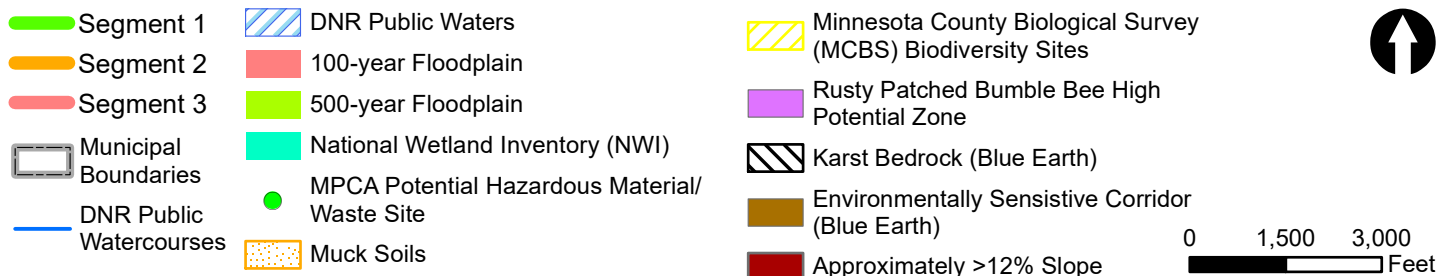 Segment 1
Segment 2
Segment 3
Municipal
Boundaries
DNR Public
Watercourses
DNR Public Waters
100-year Floodplain
500-year Floodplain
National Wetland Inventory (NWI)
MPCA Potential Hazardous Material/
Waste Site
Muck Soils
Minnesota County Biological Survey
(MCBS) Biodiversity Sites
Rusty Patched Bumble Bee High
Potential Zone
Karst Bedrock (Blue Earth)
Environmentally Sensistive Corridor
(Blue Earth)
Approximately >12% Slope
0 1,500 3,000
Feet